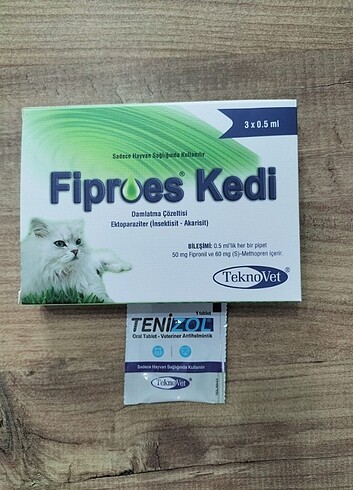 3 x 0.5 ml
Sadece Hayvan Sağlığında Kullanılır
Fiproes® Kedi
Damlatma Çözeltisi
Ektoparaziter (İnsektisit - Akarisit)
BİLEŞİMİ: 0.5 ml'lik her bir pipet
50 mg Fipronil ve 60 mg (S)-Methopren içerir.
TeknoVet®
1 tablet
TENİZOL
Oral Tablet - Veteriner Antihelmintik
Sadece Hayvan Sağlığında Kullanılır
TeknoVet®